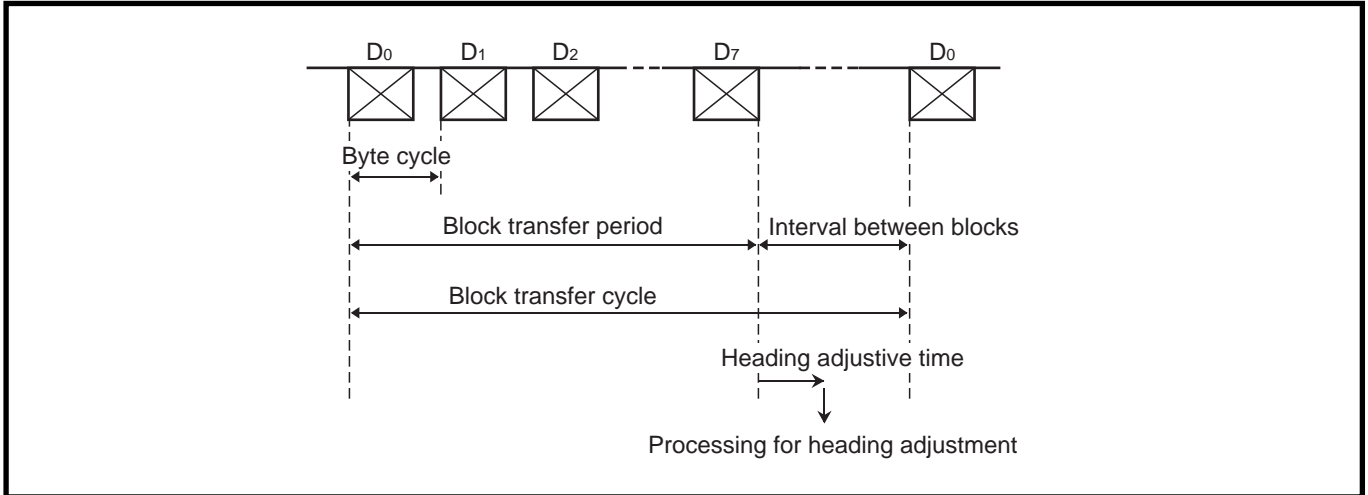 D0 D1 D2 D7 D0
Byte cycle
Block transfer period Interval between blocks
Block transfer cycle
Heading adjustive time
Processing for heading adjustment